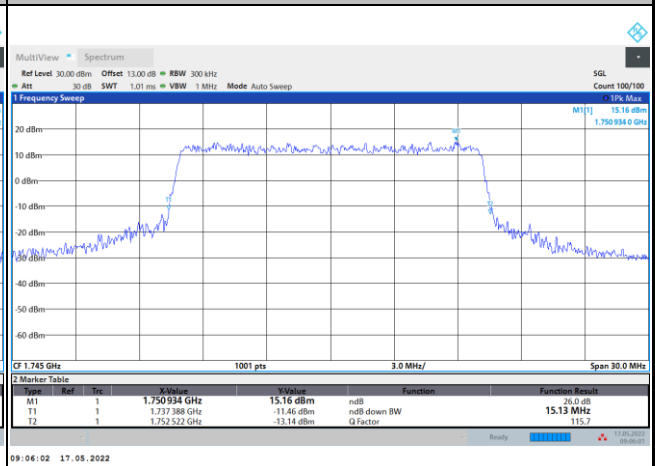 MultiView Spectrum
Ref Level 30.00 dBm Offset 13.00 dB RBW 300 kHz SGL
Att 30 dB SWT 1.01 ms VBW 1 MHz Mode Auto Sweep Count 100/100
1 Frequency Sweep 1Pk Max
M1[1] 15.16 dBm
1.750 934 0 GHz
M1
20 dBm
10 dBm
0 dBm
T1
-10 dBm
T2
-20 dBm
-30 dBm
-40 dBm
-50 dBm
-60 dBm
CF 1.745 GHz 1001 pts 3.0 MHz/ Span 30.0 MHz
2 Marker Table
Type Ref Trc X-Value Y-Value Function Function Result
M1 1 1.750934 GHz 15.16 dBm ndB 26.0 dB
T1 1 1.737388 GHz -11.46 dBm ndB down BW 15.13 MHz
T2 1 1.752522 GHz -13.14 dBm Q Factor 115.7
Ready 17.05.2022
09:06:01
09:06:02 17.05.2022